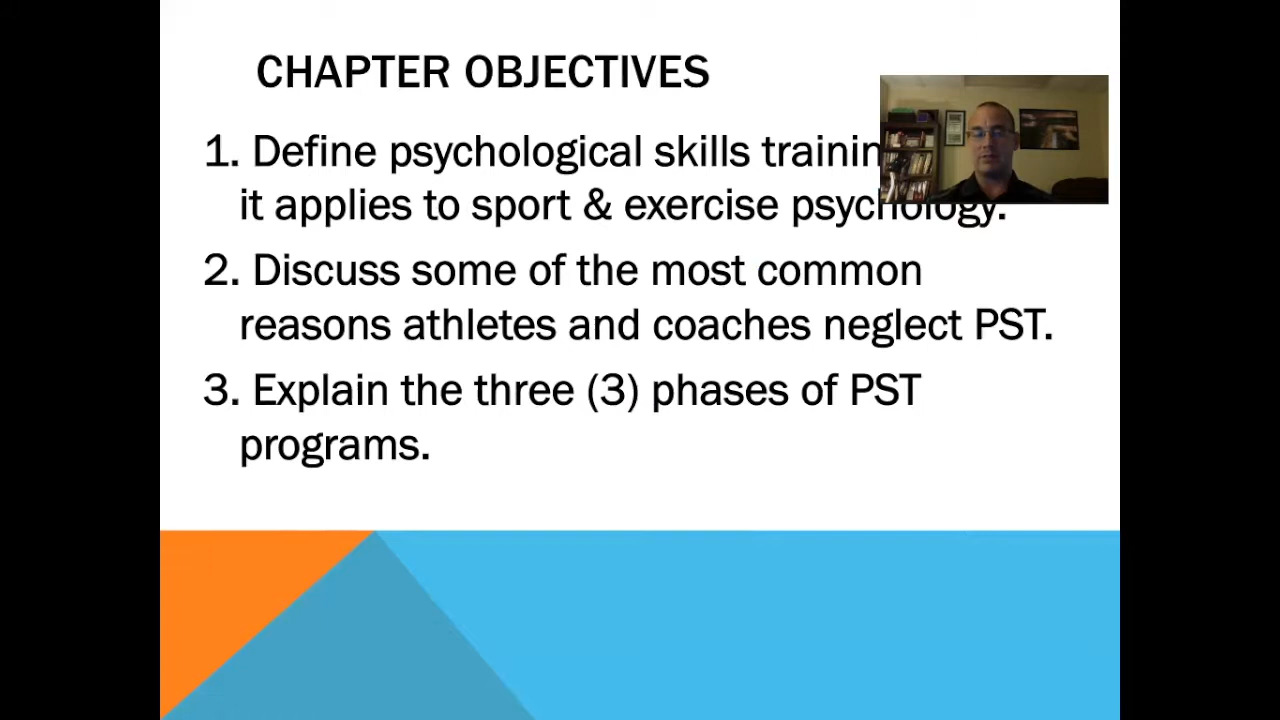 CHAPTER OBJECTIVES
1. Define psychological skills
it applies to sport & exercise psychology.
2. Discuss some of the most common
reasons athletes and coaches neglect PST.
3. Explain the three (3) phases of PST
programs.